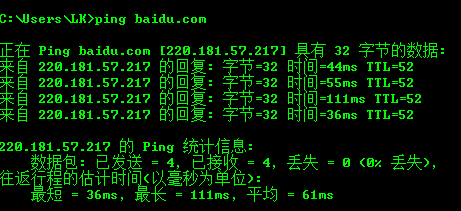 C:\Users\LK>ping baidu.com
正在 Ping baidu.com [220.181.57.217] 具有 32 字节的数据:
来自 220.181.57.217 的回复: 字节=32 时间=44ms TTL=52
来自 220.181.57.217 的回复: 字节=32 时间=55ms TTL=52
来自 220.181.57.217 的回复: 字节=32 时间=111ms TTL=52
来自 220.181.57.217 的回复: 字节=32 时间=36ms TTL=52
220.181.57.217 的 Ping 统计信息:
数据包: 已发送 = 4，已接收 = 4，丢失 = 0 (0% 丢失)，
往返行程的估计时间(以毫秒为单位):
最短 = 36ms，最长 = 111ms，平均 = 61ms